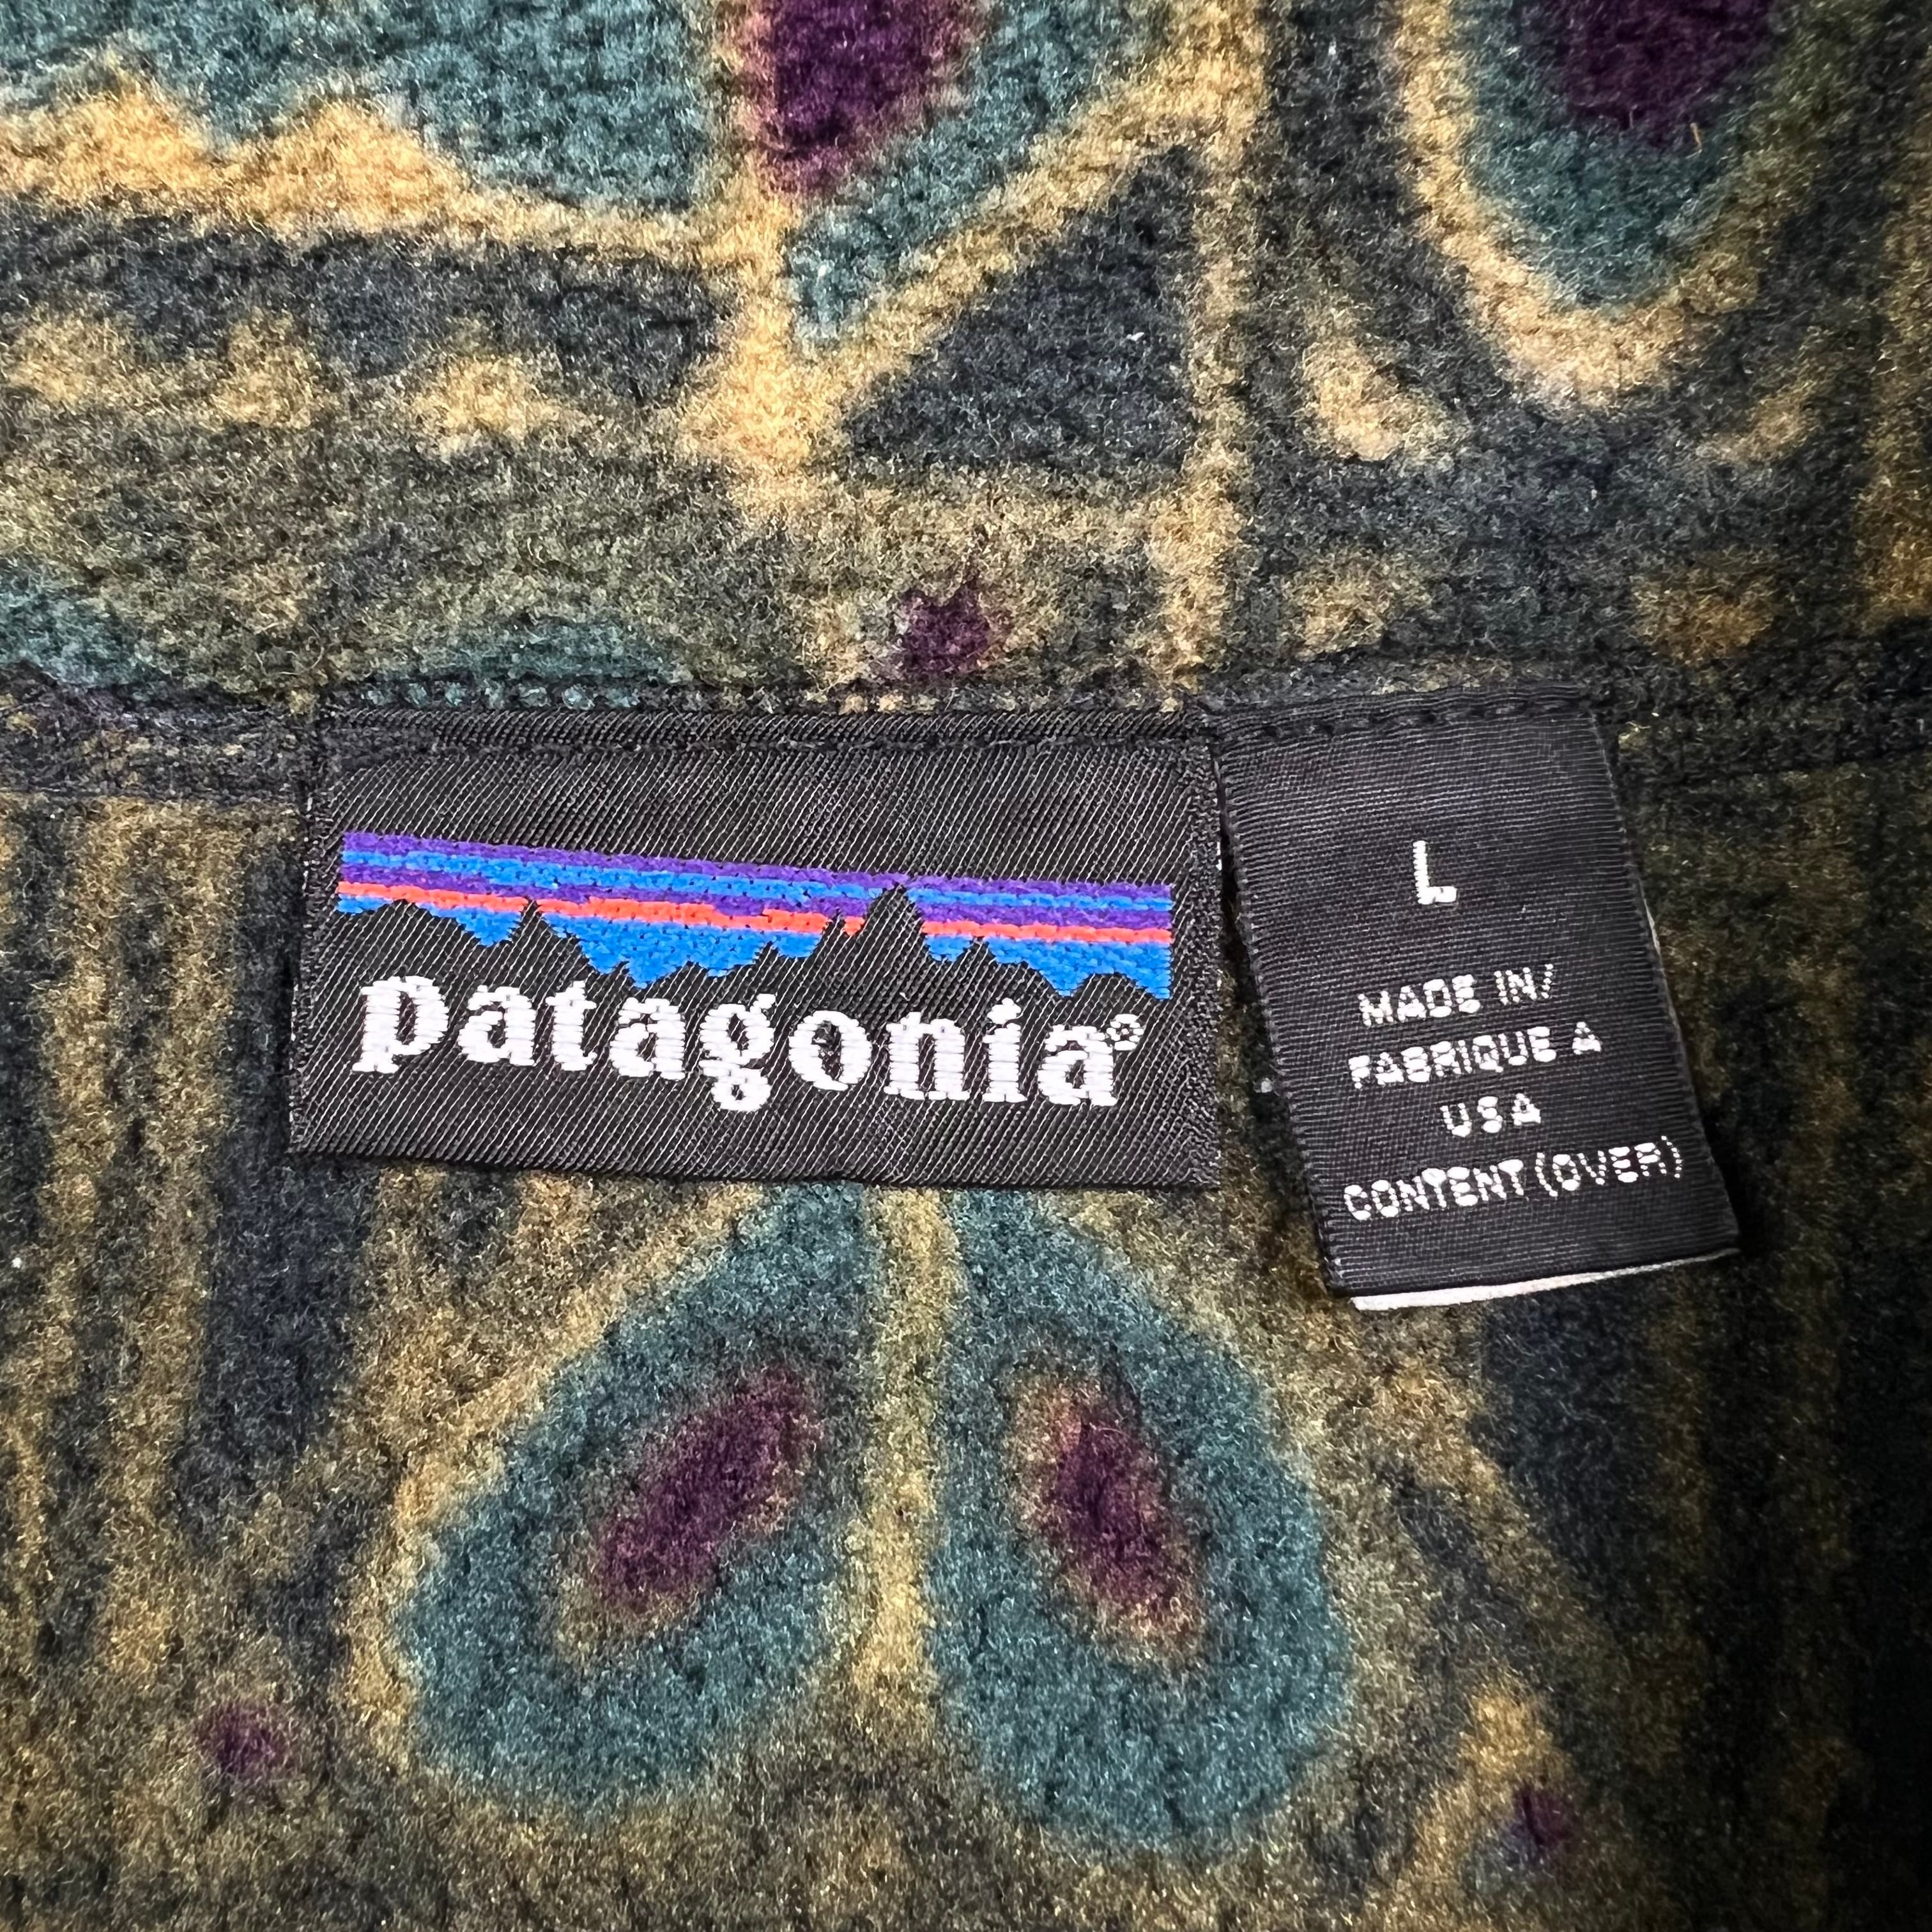 patagonia®
L
MADE IN/
FABRIQUE A
USA
CONTENT (OVER)